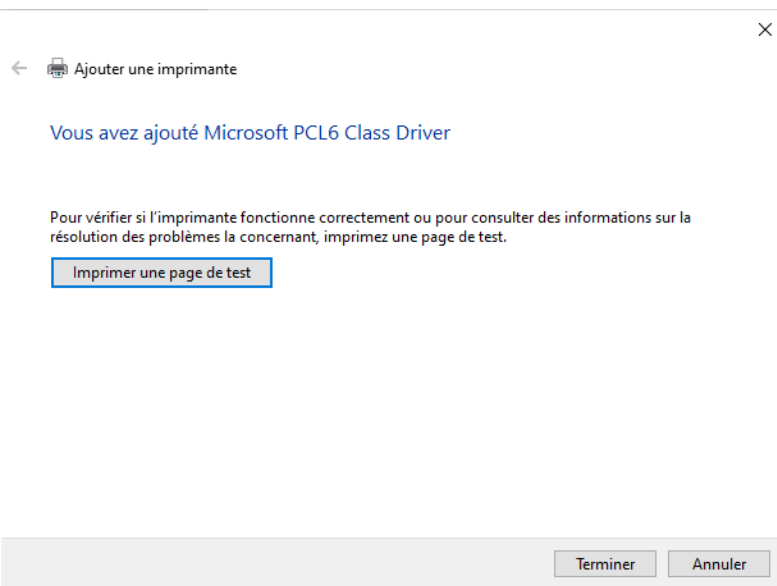 Ajouter une imprimante
Vous avez ajouté Microsoft PCL6 Class Driver
Pour vérifier si l'imprimante fonctionne correctement ou pour consulter des informations sur la
résolution des problèmes la concernant, imprimez une page de test.
Imprimer une page de test
Terminer
Annuler